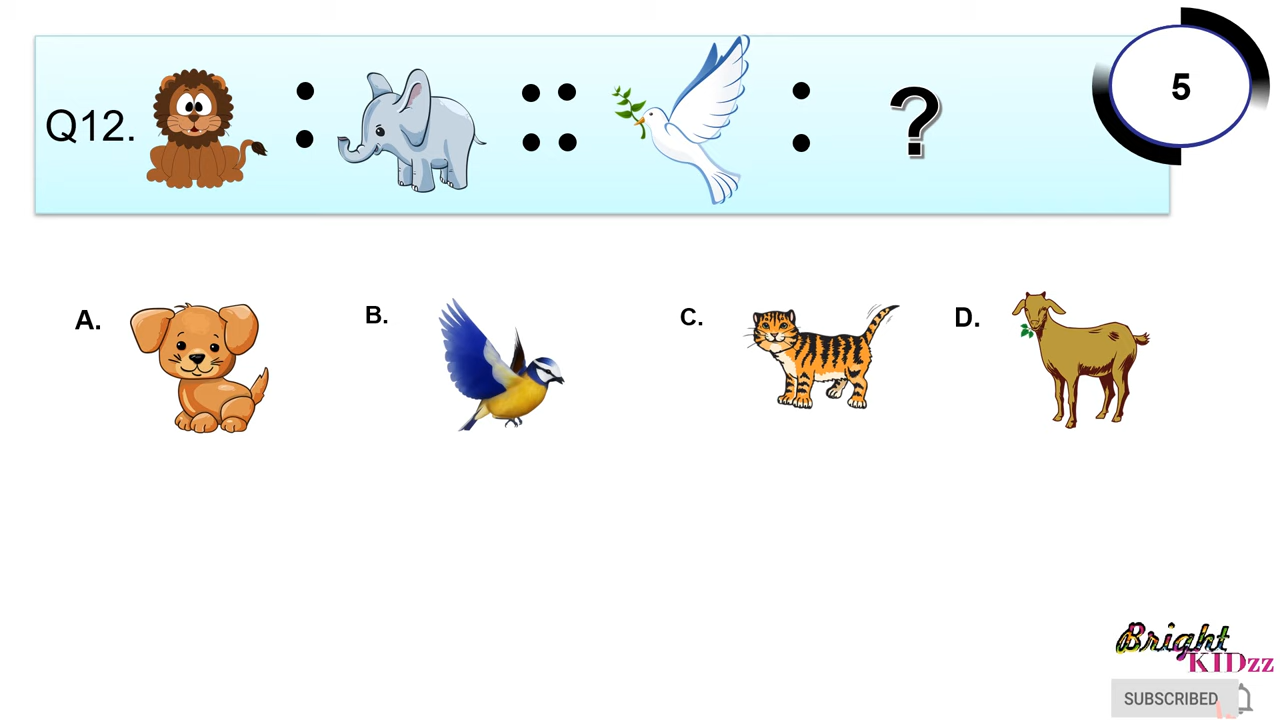 Q12. : :: : ?
5
A.
B.
C.
D.
Bright
KIDzz
SUBSCRIBED